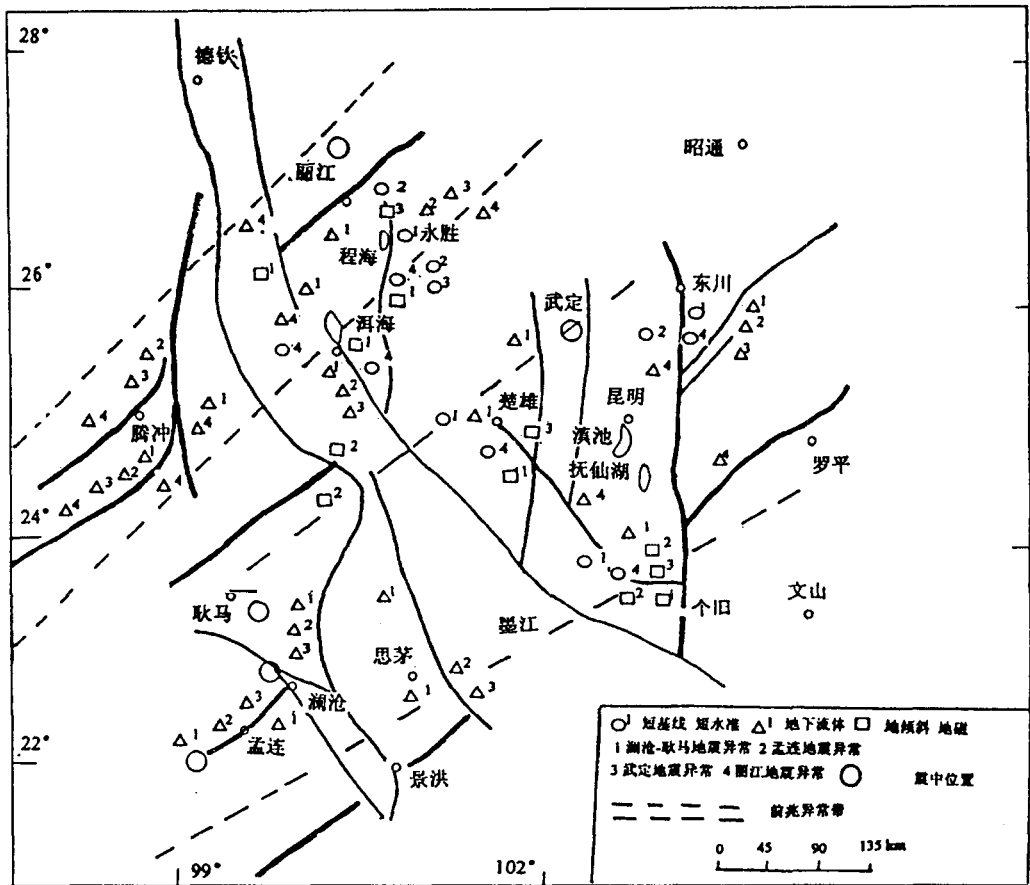 28°
德钦
丽江
昭通
程海
永胜
26°
东川
洱海
武定
楚雄
昆明
滇池
抚仙湖
罗平
腾冲
24°
耿马
墨江
个旧
文山
思茅
澜沧
孟连
22°
景洪
99°
102°
1 短基线 短水准 1 地下流体 地倾斜 地磁
1 澜沧-耿马地震异常 2 孟连地震异常
3 武定地震异常 4 丽江地震异常 震中位置
前兆异常带
0 45 90 135 km